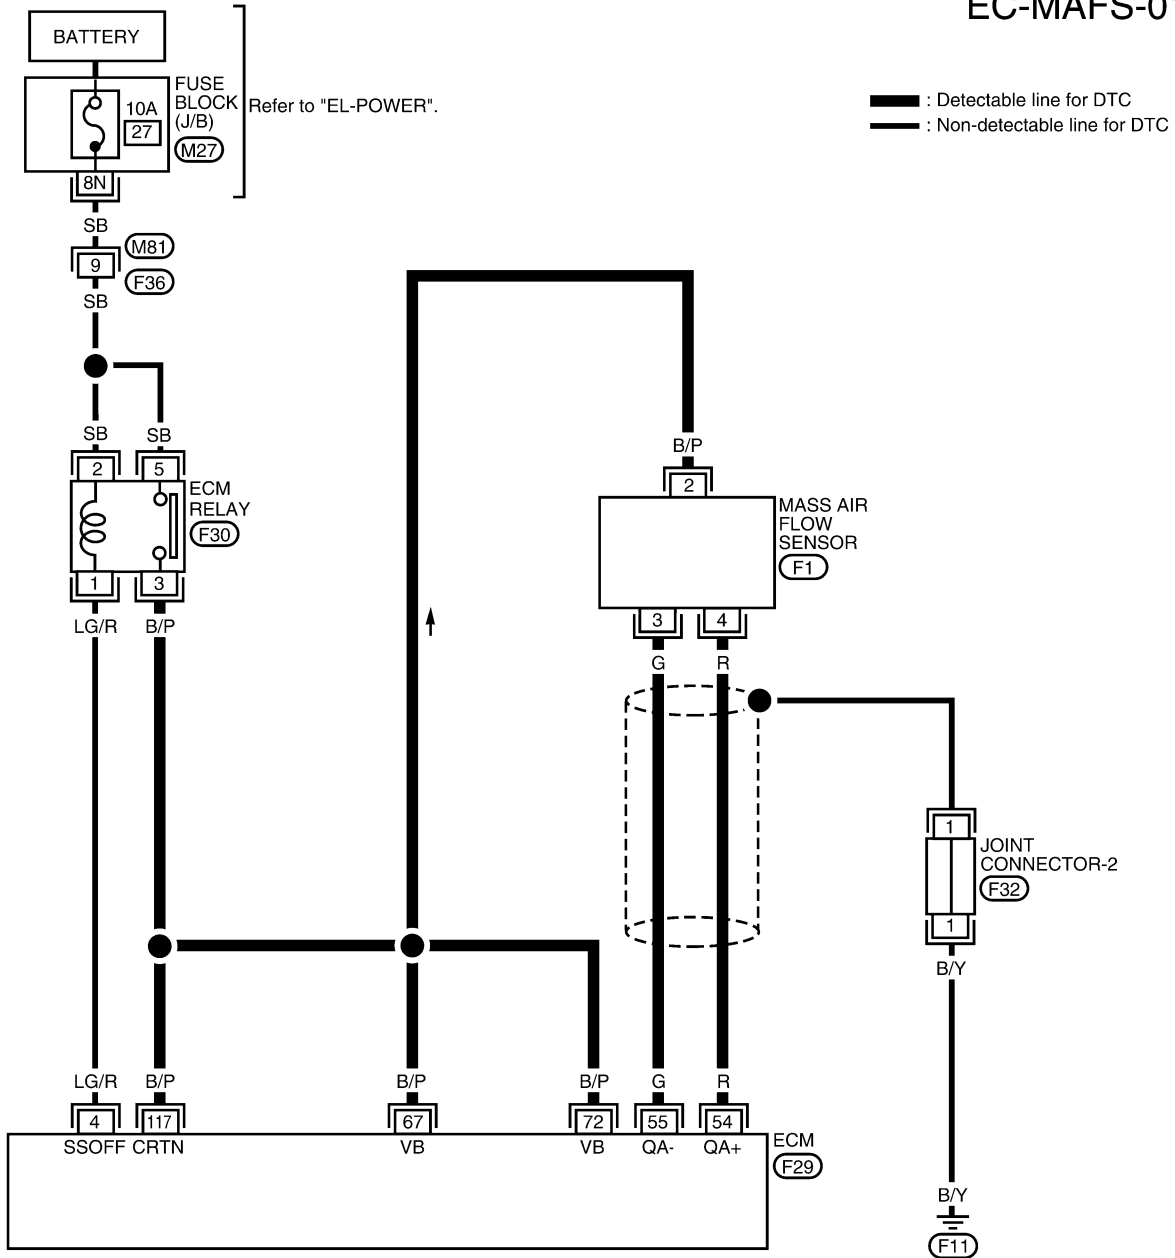 EC-MAFS-01
BATTERY
FUSE
BLOCK
(J/B)
M27
10A
27
Refer to "EL-POWER".
: Detectable line for DTC
: Non-detectable line for DTC
8N
SB
M81
9
F36
SB
SB
SB
2
5
ECM
RELAY
F30
1
3
LG/R
B/P
B/P
2
MASS AIR
FLOW
SENSOR
F1
3
4
G
R
1
JOINT
CONNECTOR-2
F32
1
B/Y
LG/R
B/P
B/P
B/P
G
R
4
117
67
72
55
54
SSOFF
CRTN
VB
VB
QA-
QA+
ECM
F29
B/Y
F11